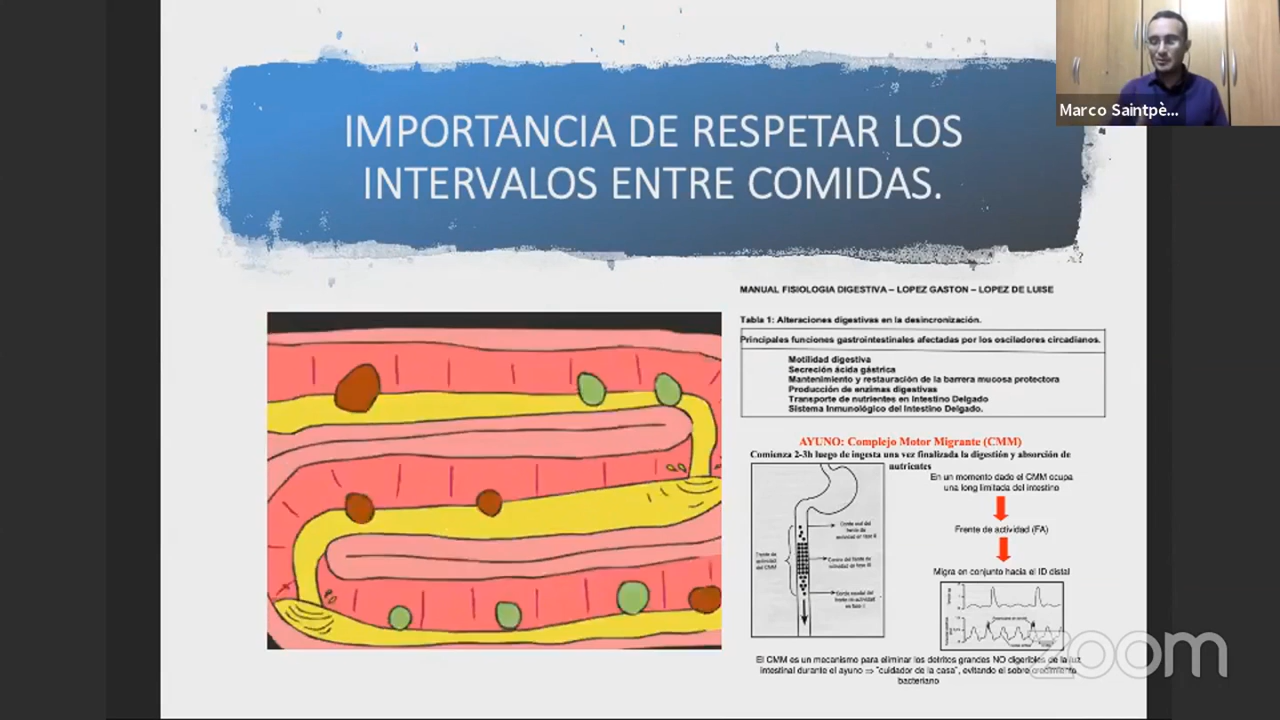 IMPORTANCIA DE RESPETAR LOS
INTERVALOS ENTRE COMIDAS.
Marco Saintpè...
MANUAL FISIOLOGIA DIGESTIVA – LOPEZ GASTON – LOPEZ DE LUISE
Tabla 1: Alteraciones digestivas en la desincronización.
Principales funciones gastrointestinales afectadas por los osciladores circadianos.
Motilidad digestiva
Secreción ácida gástrica
Mantenimiento y restauración de la barrera mucosa protectora
Producción de enzimas digestivas
Transporte de nutrientes en Intestino Delgado
Sistema Inmunológico del Intestino Delgado.
AYUNO: Complejo Motor Migrante (CMM)
Comienza 2-3h luego de ingesta una vez finalizada la digestión y absorción de
nutrientes
En un momento dado el CMM ocupa
una long limitada del intestino
Frente de actividad (FA)
Migra en conjunto hacia el ID distal
Frente de
actividad
del CMM
El CMM es un mecanismo para eliminar los detritos grandes NO digeribles de la luz
intestinal durante el ayuno ⇒ "cuidador de la casa", evitando el sobre crecimiento
bacteriano
zoom